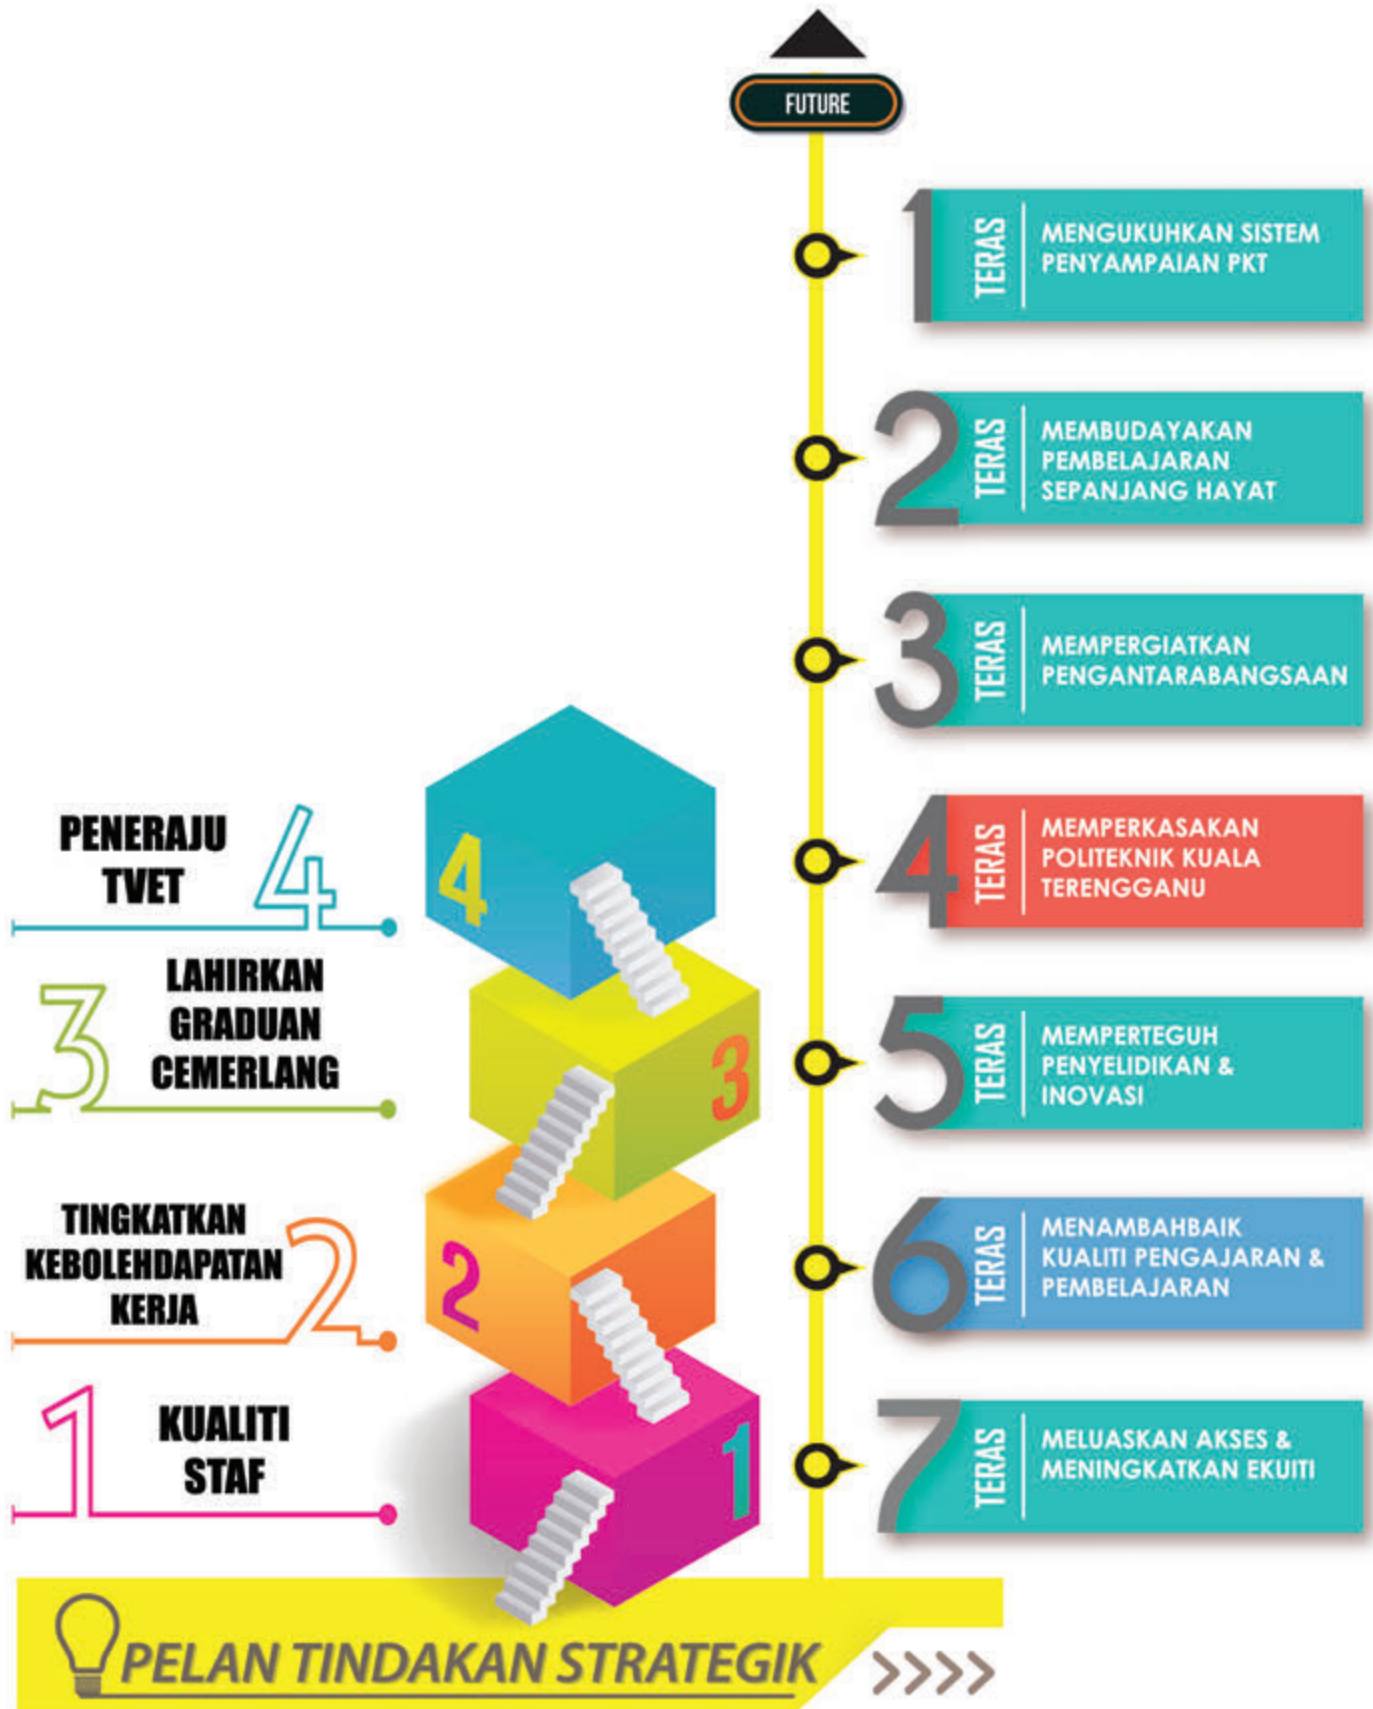 FUTURE
1
TERAS
MENGUKUHKAN SISTEM
PENYAMPAIAN PKT
2
TERAS
MEMBUDAYAKAN
PEMBELAJARAN
SEPANJANG HAYAT
3
TERAS
MEMPERGIATKAN
PENGANTARABANGSAAN
4
TERAS
MEMPERKASAKAN
POLITEKNIK KUALA
TERENGGANU
5
TERAS
MEMPERTEGUH
PENYELIDIKAN &
INOVASI
6
TERAS
MENAMBAHBAIK
KUALITI PENGAJARAN &
PEMBELAJARAN
7
TERAS
MELUASKAN AKSES &
MENINGKATKAN EKUITI
PENERAJU
TVET
4
4
3
LAHIRKAN
GRADUAN
CEMERLANG
3
TINGKATKAN
KEBOLEHDAPATAN
KERJA
2
2
1
KUALITI
STAF
1
PELAN TINDAKAN STRATEGIK